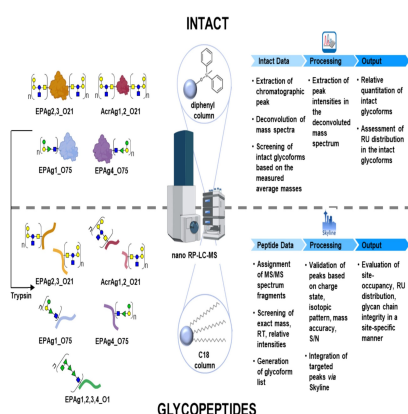 INTACT
n
n
n
n
EPAg2,3_O21
AcrAg1,2_O21
n
n
EPAg1_O75
EPAg4_O75
diphenyl
column
Intact Data
Processing
Output
• Extraction of
chromatographic
peak
• Deconvolution of
mass spectra
• Screening of
intact glycoforms
based on the
measured
average masses
• Extraction of
peak
intensities in
the
deconvoluted
mass
spectrum
• Relative
quantitation of
intact
glycoforms
• Assessment of
RU distribution
in the intact
glycoforms
nano RP-LC-MS
Trypsin
n
n
n
n
EPAg2,3_O21
AcrAg1,2_O21
n
n
EPAg1_O75
EPAg4_O75
n
EPAg1,2,3,4_O1
C18
column
Skyline
Peptide Data
Processing
Output
• Assignment
of MS/MS
spectrum
fragments
• Screening of
exact mass,
RT, relative
intensities
• Generation
of glycoform
list
• Validation of
peaks based on
charge
state,
isotopic
pattern, mass
accuracy,
S/N
• Integration of
targeted
peaks via
Skyline
• Evaluation of
site-
occupancy, RU
distribution,
glycan chain
integrity in a
site-specific
manner
GLYCOPEPTIDES